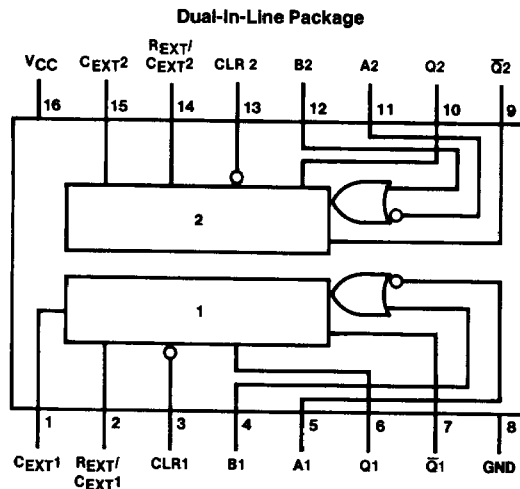 Dual-In-Line Package
VCC CEXT2 REXT/ CEXT2 CLR 2 B2 A2 Q2 Q̅2
16 15 14 13 12 11 10 9
2
1
1 2 3 4 5 6 7 8
CEXT1 REXT/ CEXT1 CLR1 B1 A1 Q1 Q̅1 GND